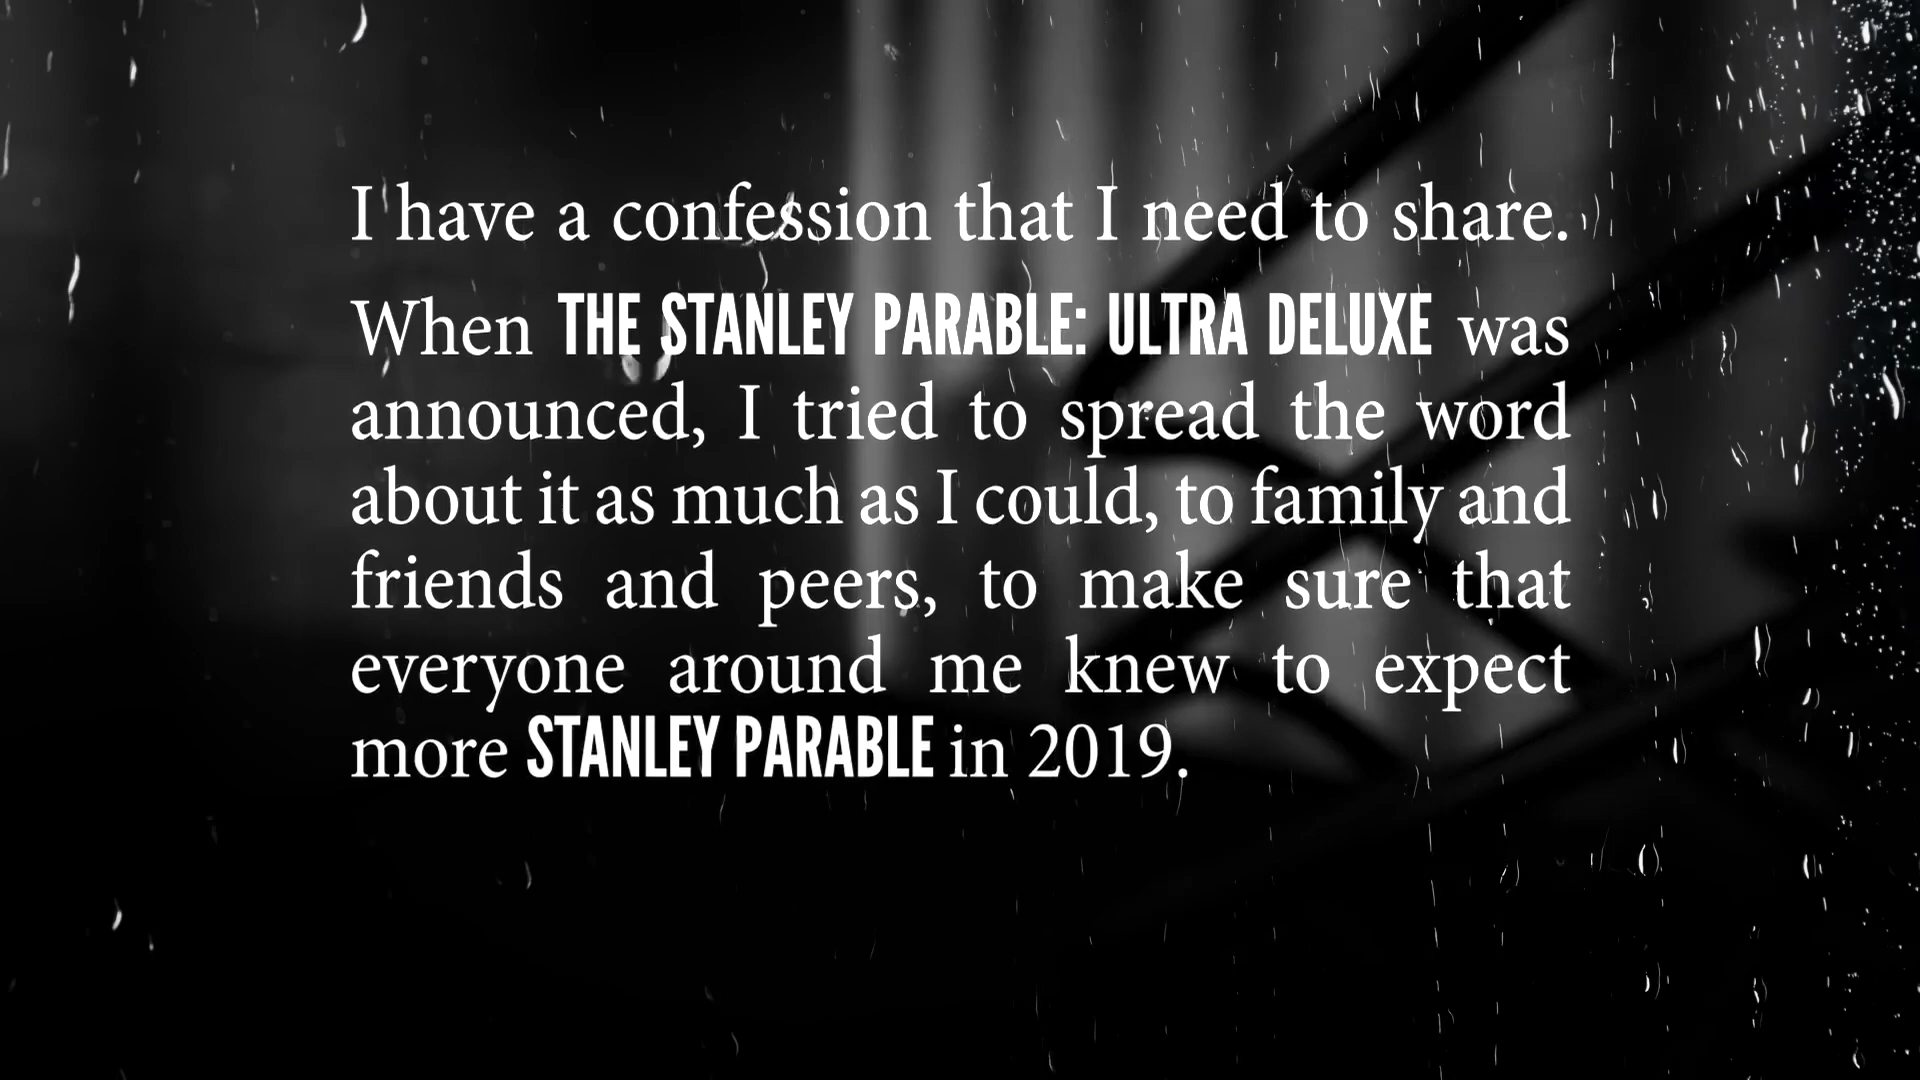 I have a confession that I need to share.
When THE STANLEY PARABLE: ULTRA DELUXE was
announced, I tried to spread the word
about it as much as I could, to family and
friends and peers, to make sure that
everyone around me knew to expect
more STANLEY PARABLE in 2019.